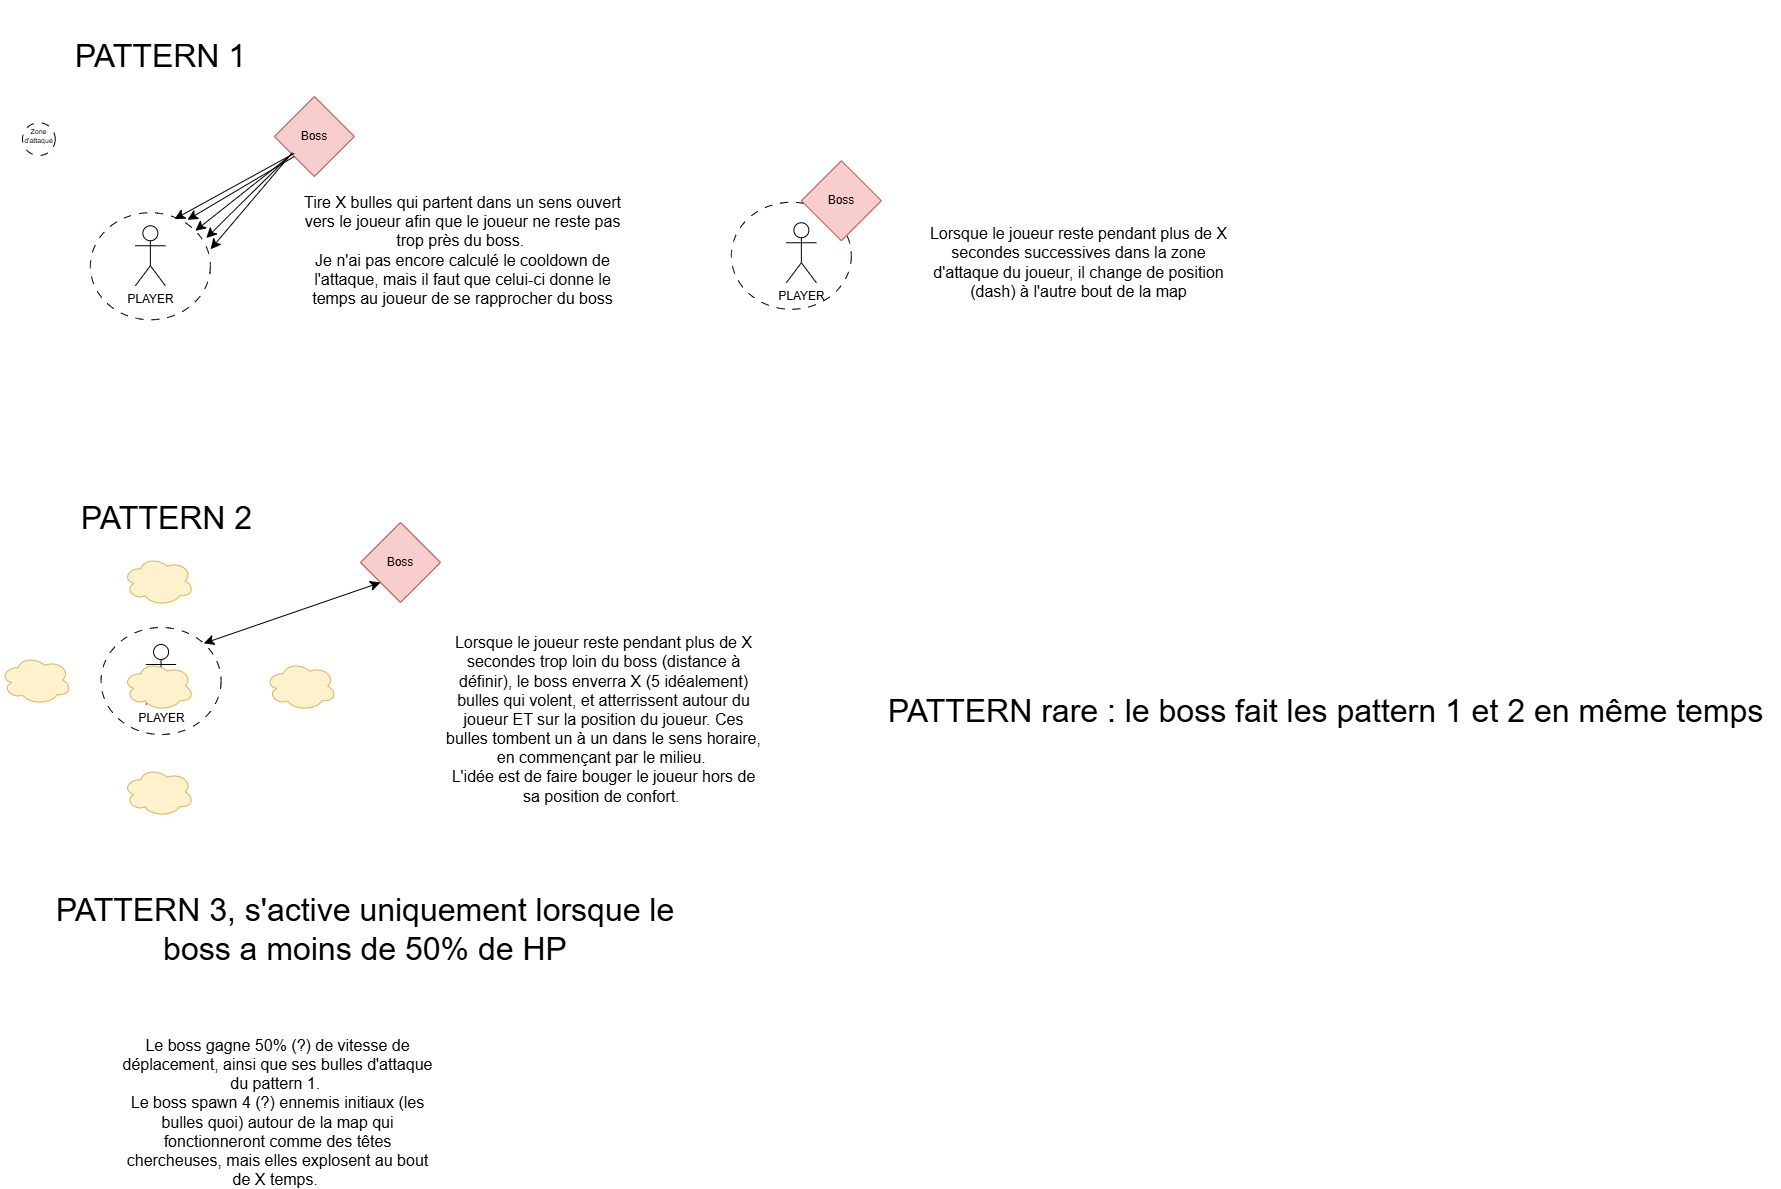 PATTERN 1
Zone
d'attaque
Boss
Tire X bulles qui partent dans un sens ouvert
vers le joueur afin que le joueur ne reste pas
trop près du boss.
Je n'ai pas encore calculé le cooldown de
l'attaque, mais il faut que celui-ci donne le
temps au joueur de se rapprocher du boss
PLAYER
Boss
PLAYER
Lorsque le joueur reste pendant plus de X
secondes successives dans la zone
d'attaque du joueur, il change de position
(dash) à l'autre bout de la map
PATTERN 2
Boss
PLAYER
Lorsque le joueur reste pendant plus de X
secondes trop loin du boss (distance à
définir), le boss enverra X (5 idéalement)
bulles qui volent, et atterrissent autour du
joueur ET sur la position du joueur. Ces
bulles tombent un à un dans le sens horaire,
en commençant par le milieu.
L'idée est de faire bouger le joueur hors de
sa position de confort.
PATTERN rare : le boss fait les pattern 1 et 2 en même temps
PATTERN 3, s'active uniquement lorsque le
boss a moins de 50% de HP
Le boss gagne 50% (?) de vitesse de
déplacement, ainsi que ses bulles d'attaque
du pattern 1.
Le boss spawn 4 (?) ennemis initiaux (les
bulles quoi) autour de la map qui
fonctionneront comme des têtes
chercheuses, mais elles explosent au bout
de X temps.